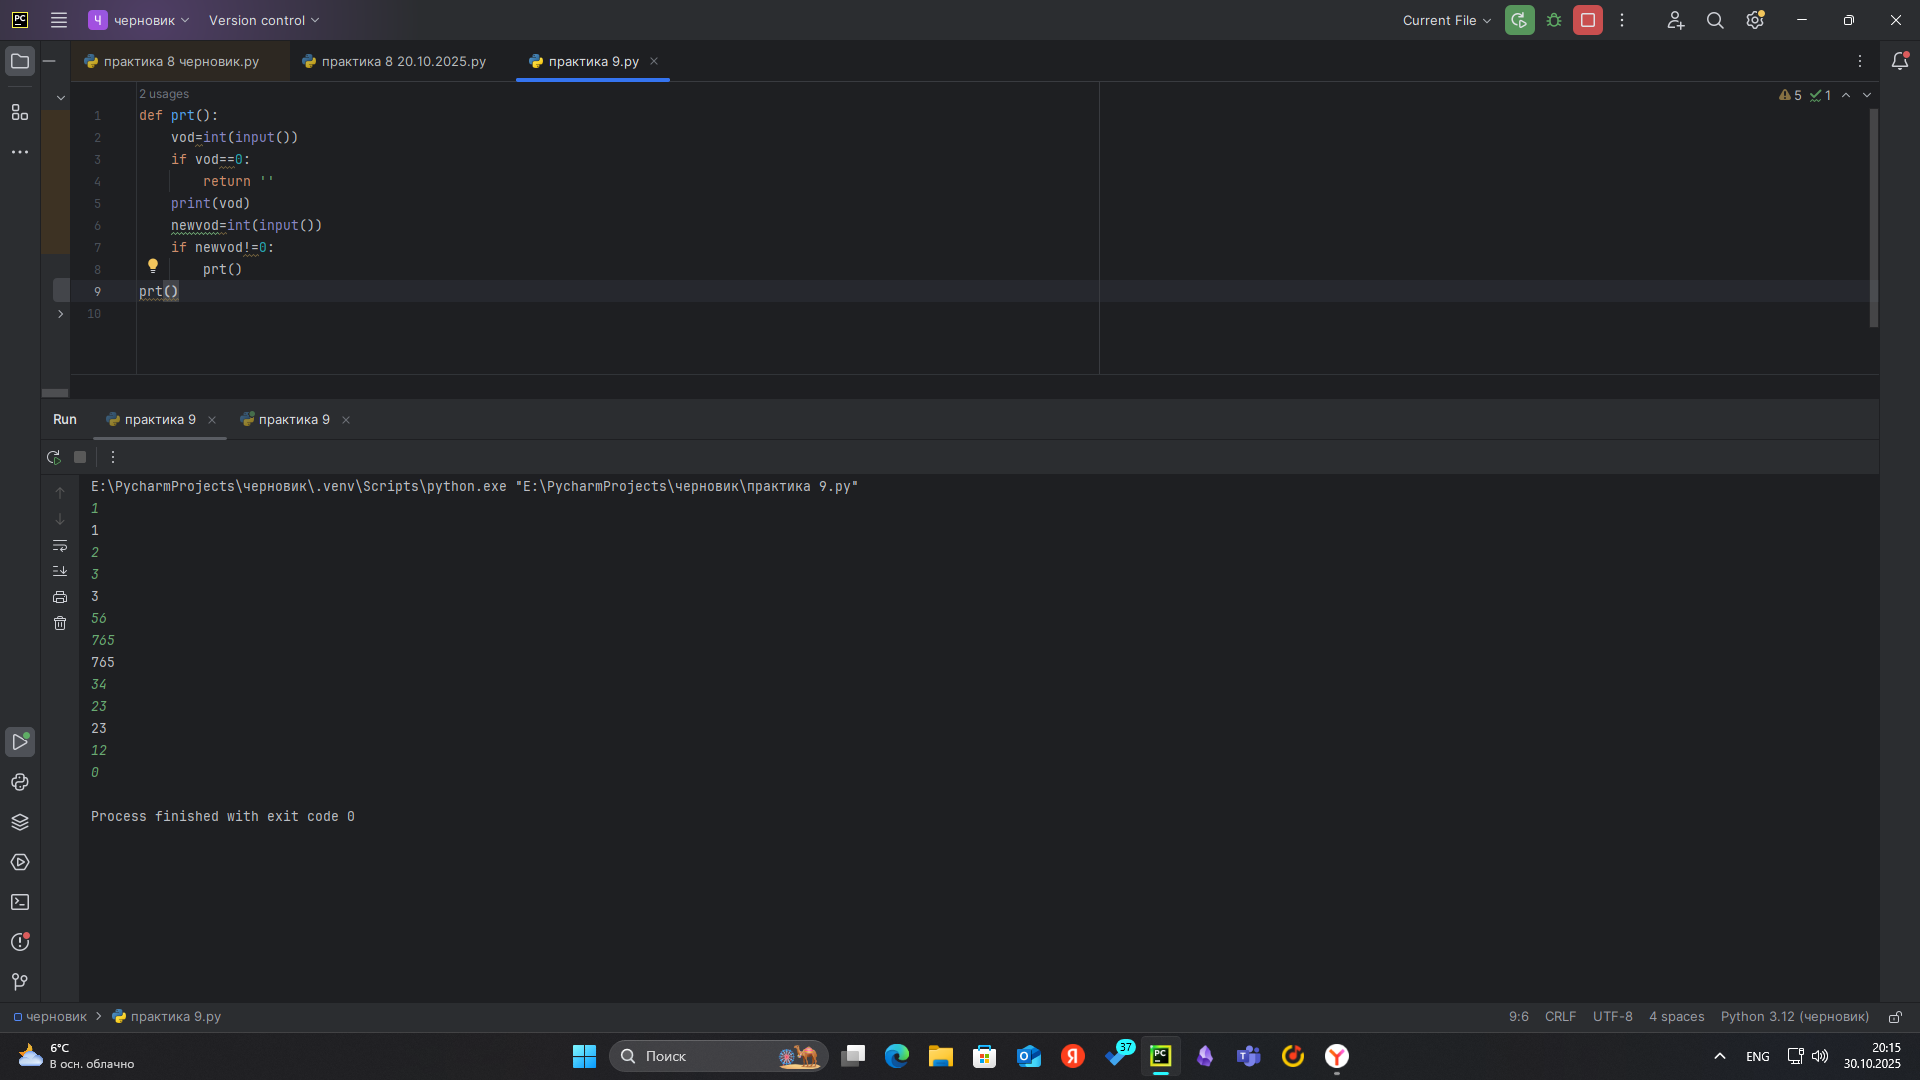 PC
Ч черновик
Version control
Current File
практика 8 черновик.py
практика 8 20.10.2025.py
практика 9.py
2 usages
5 1
1 def prt():
2 vod=int(input())
3 if vod==0:
4 return ''
5 print(vod)
6 newvod=int(input())
7 if newvod!=0:
8 prt()
9 prt()
10
Run
практика 9
практика 9
E:\PycharmProjects\черновик\.venv\Scripts\python.exe "E:\PycharmProjects\черновик\практика 9.py"
1
1
2
3
3
56
765
765
34
23
23
12
0
Process finished with exit code 0
черновик > практика 9.py
9:6 CRLF UTF-8 4 spaces Python 3.12 (черновик)
6°C
В осн. облачно
Поиск
Я
37
PC
Y
ENG
20:15
30.10.2025